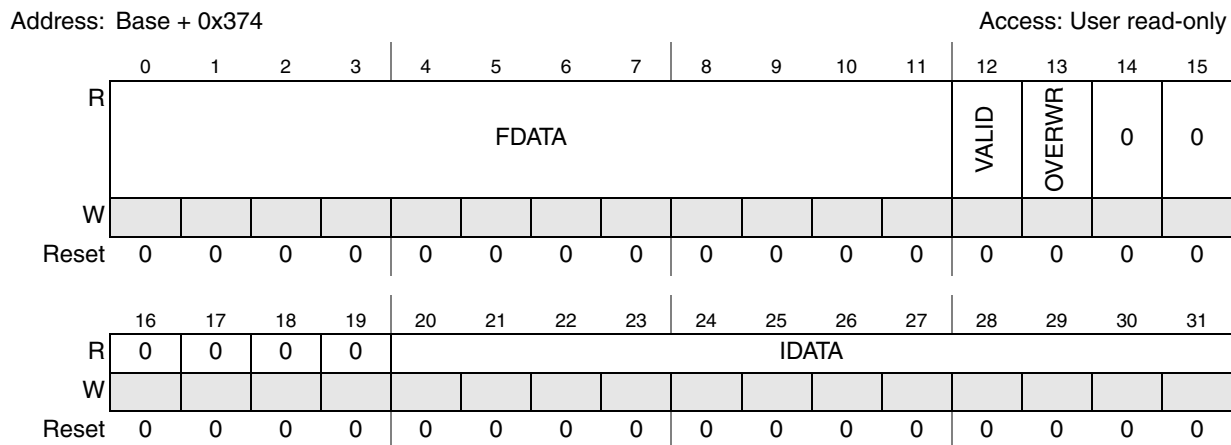 Address: Base + 0x374 Access: User read-only
0 1 2 3 4 5 6 7 8 9 10 11 12 13 14 15
R FDATA VALID OVERWR 0 0
W
Reset 0 0 0 0 0 0 0 0 0 0 0 0 0 0 0 0
16 17 18 19 20 21 22 23 24 25 26 27 28 29 30 31
R 0 0 0 0 IDATA
W
Reset 0 0 0 0 0 0 0 0 0 0 0 0 0 0 0 0